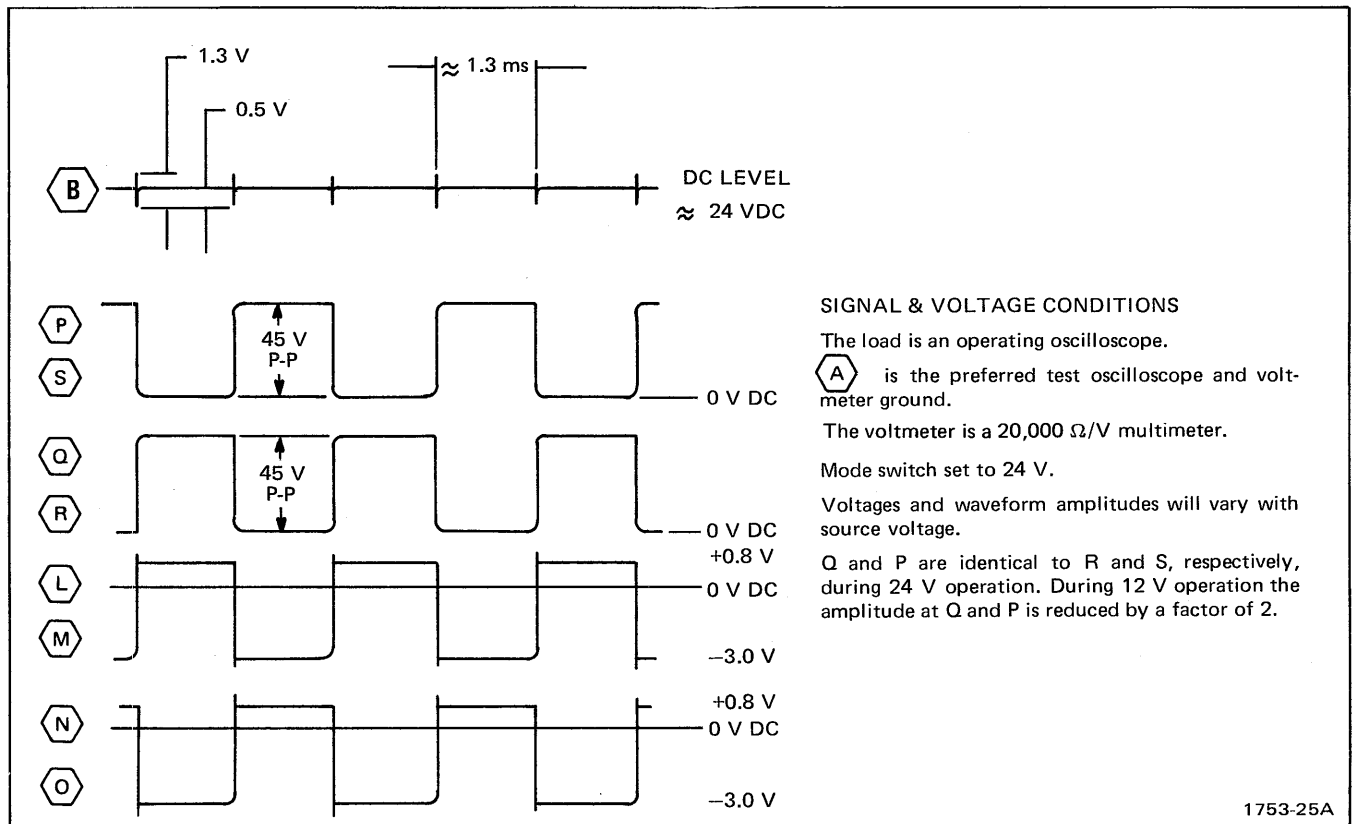 1.3 V
≈ 1.3 ms
0.5 V
B
DC LEVEL
≈ 24 VDC
P
S
45 V
P-P
0 V DC
Q
R
45 V
P-P
0 V DC
L
M
+0.8 V
0 V DC
−3.0 V
N
O
+0.8 V
0 V DC
−3.0 V
SIGNAL & VOLTAGE CONDITIONS
The load is an operating oscilloscope.
A is the preferred test oscilloscope and volt-
meter ground.
The voltmeter is a 20,000 Ω/V multimeter.
Mode switch set to 24 V.
Voltages and waveform amplitudes will vary with
source voltage.
Q and P are identical to R and S, respectively,
during 24 V operation. During 12 V operation the
amplitude at Q and P is reduced by a factor of 2.
1753-25A